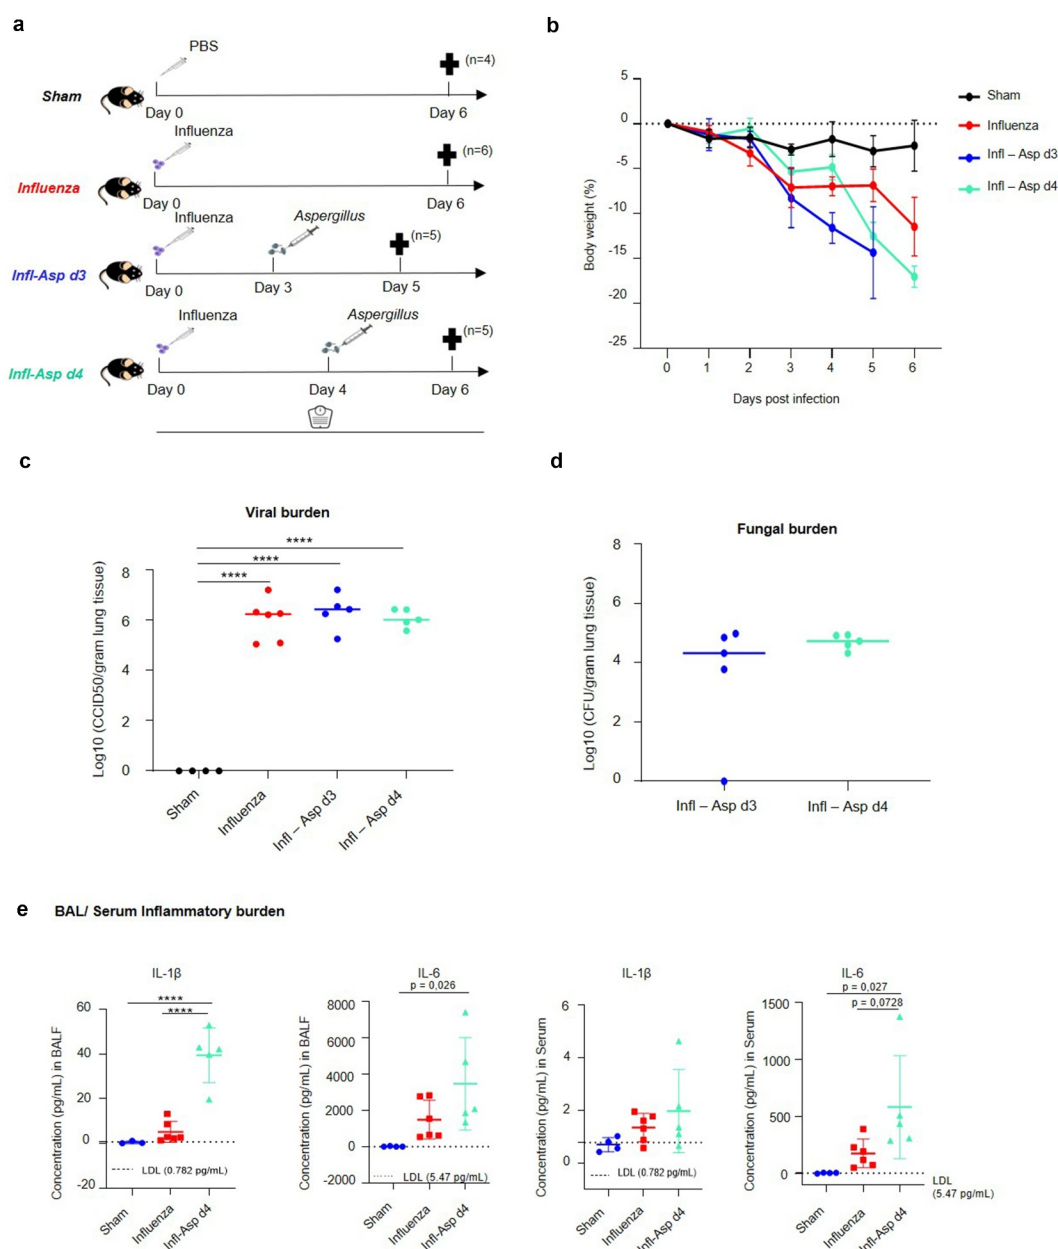 a
PBS
(n=4)
Sham
Day 0
Day 6
Influenza
(n=6)
Influenza
Day 0
Day 6
Influenza
Aspergillus
(n=5)
Infl-Asp d3
Day 0
Day 3
Day 5
Influenza
Aspergillus
(n=5)
Infl-Asp d4
Day 0
Day 4
Day 6
b
5
0
-5
-10
-15
-20
-25
Body weight (%)
0 1 2 3 4 5 6
Days post infection
Sham
Influenza
Infl – Asp d3
Infl – Asp d4
c
Viral burden
****
****
****
8
6
4
2
0
Log10 (CCID50/gram lung tissue)
Sham
Influenza
Infl – Asp d3
Infl – Asp d4
d
Fungal burden
8
6
4
2
0
Log10 (CFU/gram lung tissue)
Infl – Asp d3
Infl – Asp d4
e BAL/ Serum Inflammatory burden
IL-1β
****
****
60
40
20
0
-20
Concentration (pg/mL) in BALF
LDL (0.782 pg/mL)
Sham
Influenza
Infl-Asp d4
IL-6
p = 0,026
8000
6000
4000
2000
0
-2000
Concentration (pg/mL) in BALF
LDL (5.47 pg/mL)
Sham
Influenza
Infl-Asp d4
IL-1β
6
4
2
0
Concentration (pg/mL) in Serum
LDL (0.782 pg/mL)
Sham
Influenza
Infl-Asp d4
IL-6
p = 0,027
p = 0,0728
1500
1000
500
0
Concentration (pg/mL) in Serum
LDL
(5.47 pg/mL)
Sham
Influenza
Infl-Asp d4